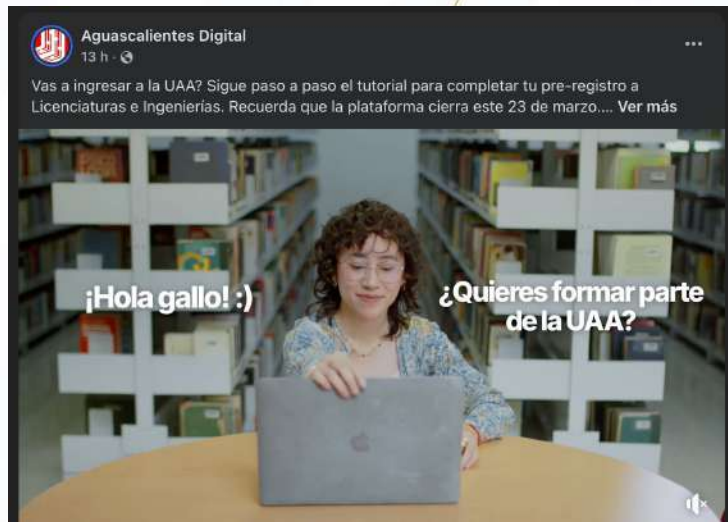 Aguascalientes Digital
13 h ·
Vas a ingresar a la UAA? Sigue paso a paso el tutorial para completar tu pre-registro a
Licenciaturas e Ingenierías. Recuerda que la plataforma cierra este 23 de marzo.... Ver más
¡Hola gallo! :)
¿Quieres formar parte
de la UAA?